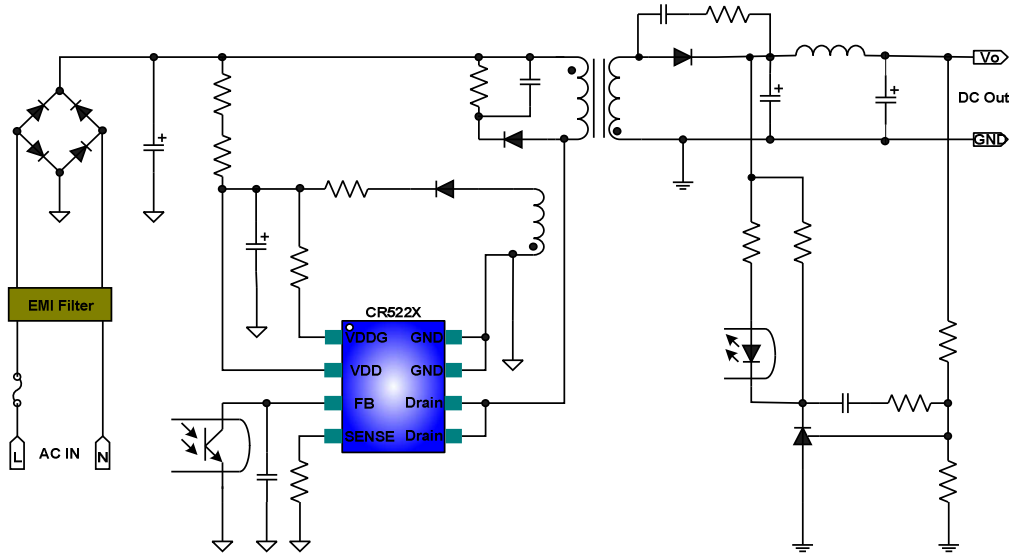 Vo
DC Out
GND
EMI Filter
CR522X
VDDG
GND
VDD
GND
FB
Drain
SENSE
Drain
L
AC IN
N
+
+
+
+